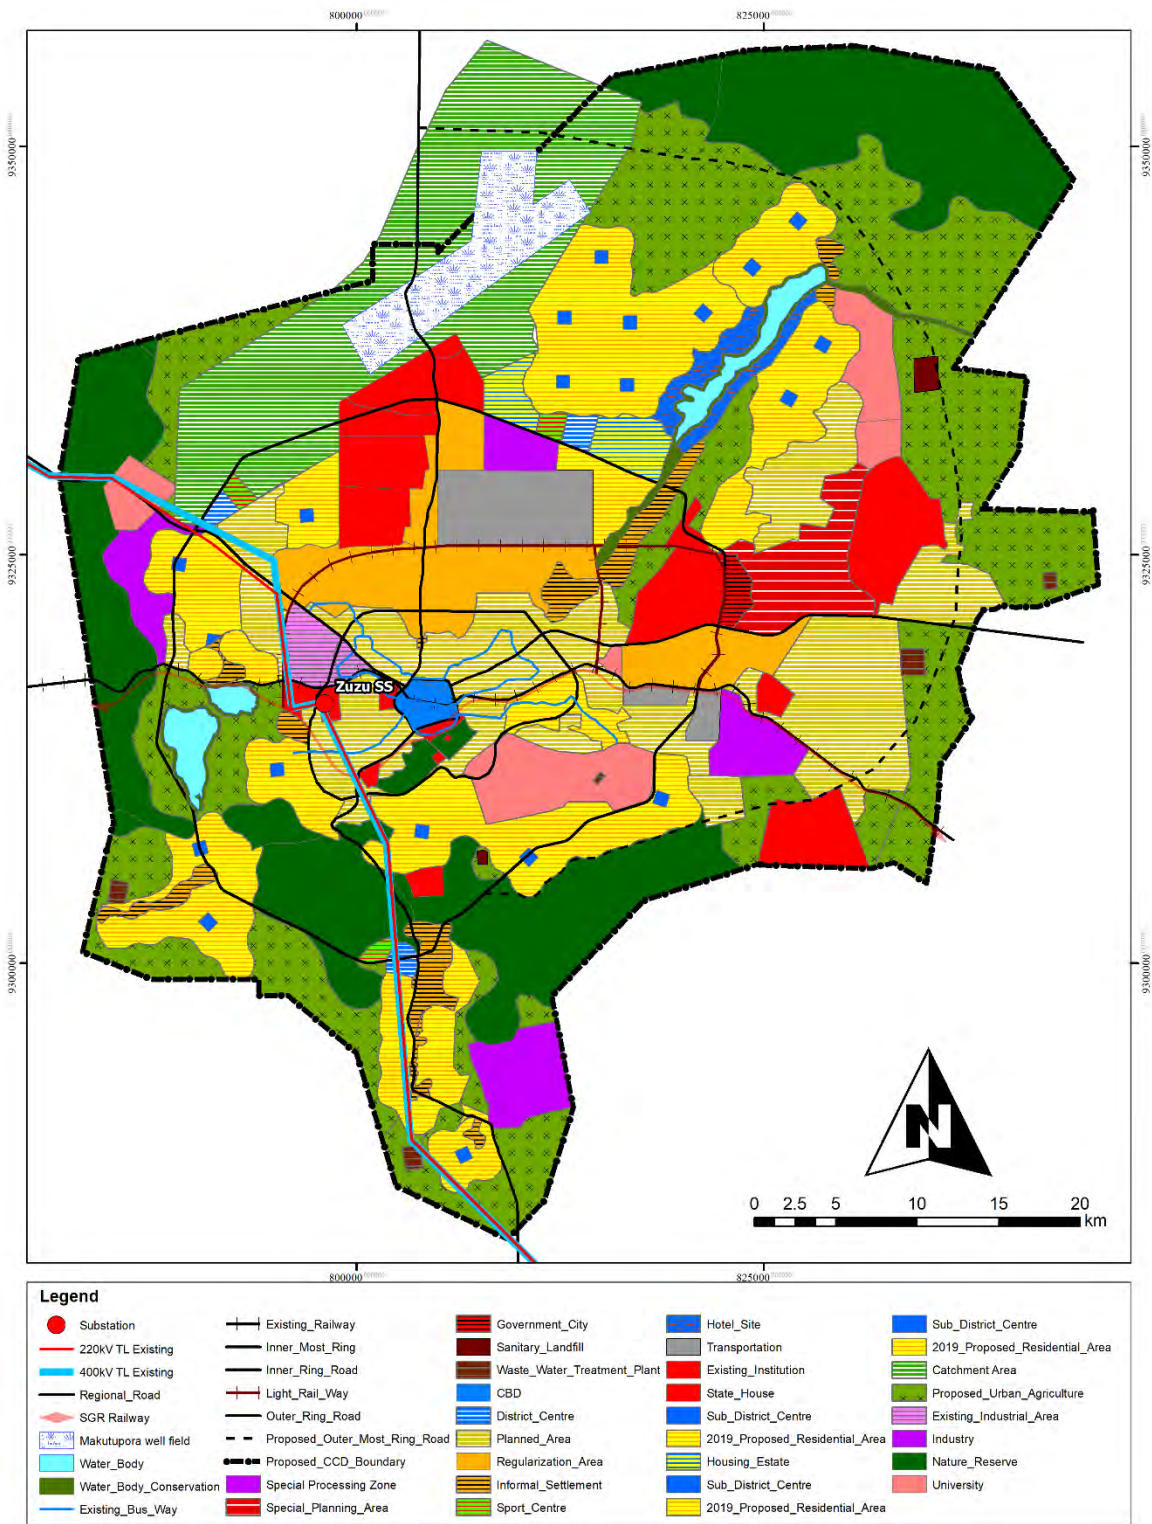 800000
825000
9350000
9350000
9325000
9325000
Zuzu SS
9300000
9300000
N
0 2.5 5 10 15 20
km
800000
825000
Legend
Substation
220kV TL Existing
400kV TL Existing
Regional_Road
SGR Railway
Makutupora well field
Water_Body
Water_Body_Conservation
Existing_Bus_Way
Existing_Railway
Inner_Most_Ring
Inner_Ring_Road
Light_Rail_Way
Outer_Ring_Road
Proposed_Outer_Most_Ring_Road
Proposed_CCD_Boundary
Special Processing Zone
Special_Planning_Area
Government_City
Sanitary_Landfill
Waste_Water_Treatment_Plant
CBD
District_Centre
Planned_Area
Regularization_Area
Informal_Settlement
Sport_Centre
Hotel_Site
Transportation
Existing_Institution
State_House
Sub_District_Centre
2019_Proposed_Residential_Area
Housing_Estate
Sub_District_Centre
2019_Proposed_Residential_Area
Sub_District_Centre
2019_Proposed_Residential_Area
Catchment Area
Proposed_Urban_Agriculture
Existing_Industrial_Area
Industry
Nature_Reserve
University